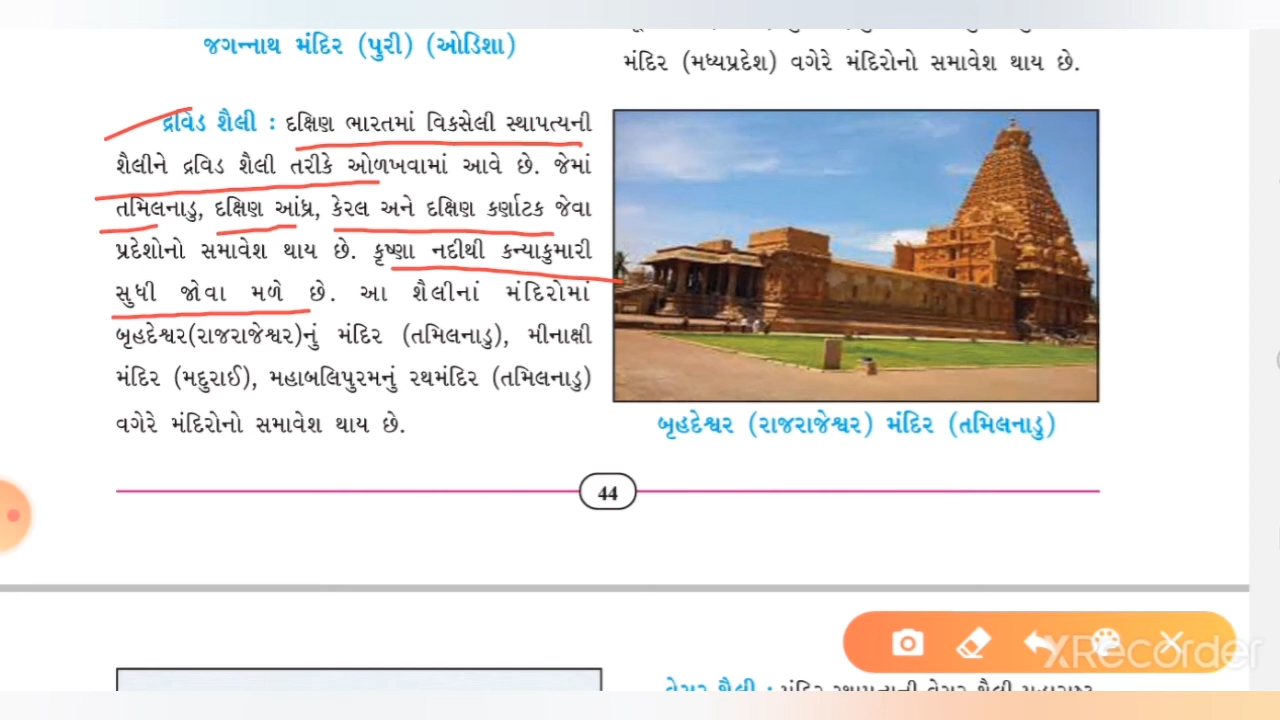 જગન્નાથ મંદિર (પુરી) (ઓડિશા)
મંદિર (મધ્યપ્રદેશ) વગેરે મંદિરોનો સમાવેશ થાય છે.
દ્રવિડ શૈલી : દક્ષિણ ભારતમાં વિકસેલી સ્થાપત્યની
શૈલીને દ્રવિડ શૈલી તરીકે ઓળખવામાં આવે છે. જેમાં
તમિલનાડુ, દક્ષિણ આંધ્ર, કેરલ અને દક્ષિણ કર્ણાટક જેવા
પ્રદેશોનો સમાવેશ થાય છે. કૃષ્ણા નદીથી કન્યાકુમારી
સુધી જોવા મળે છે. આ શૈલીનાં મંદિરોમાં
બૃહદેશ્વર(રાજરાજેશ્વર)નું મંદિર (તમિલનાડુ), મીનાક્ષી
મંદિર (મદુરાઈ), મહાબલિપુરમનું રથમંદિર (તમિલનાડુ)
વગેરે મંદિરોનો સમાવેશ થાય છે.
બૃહદેશ્વર (રાજરાજેશ્વર) મંદિર (તમિલનાડુ)
44
XRecorder